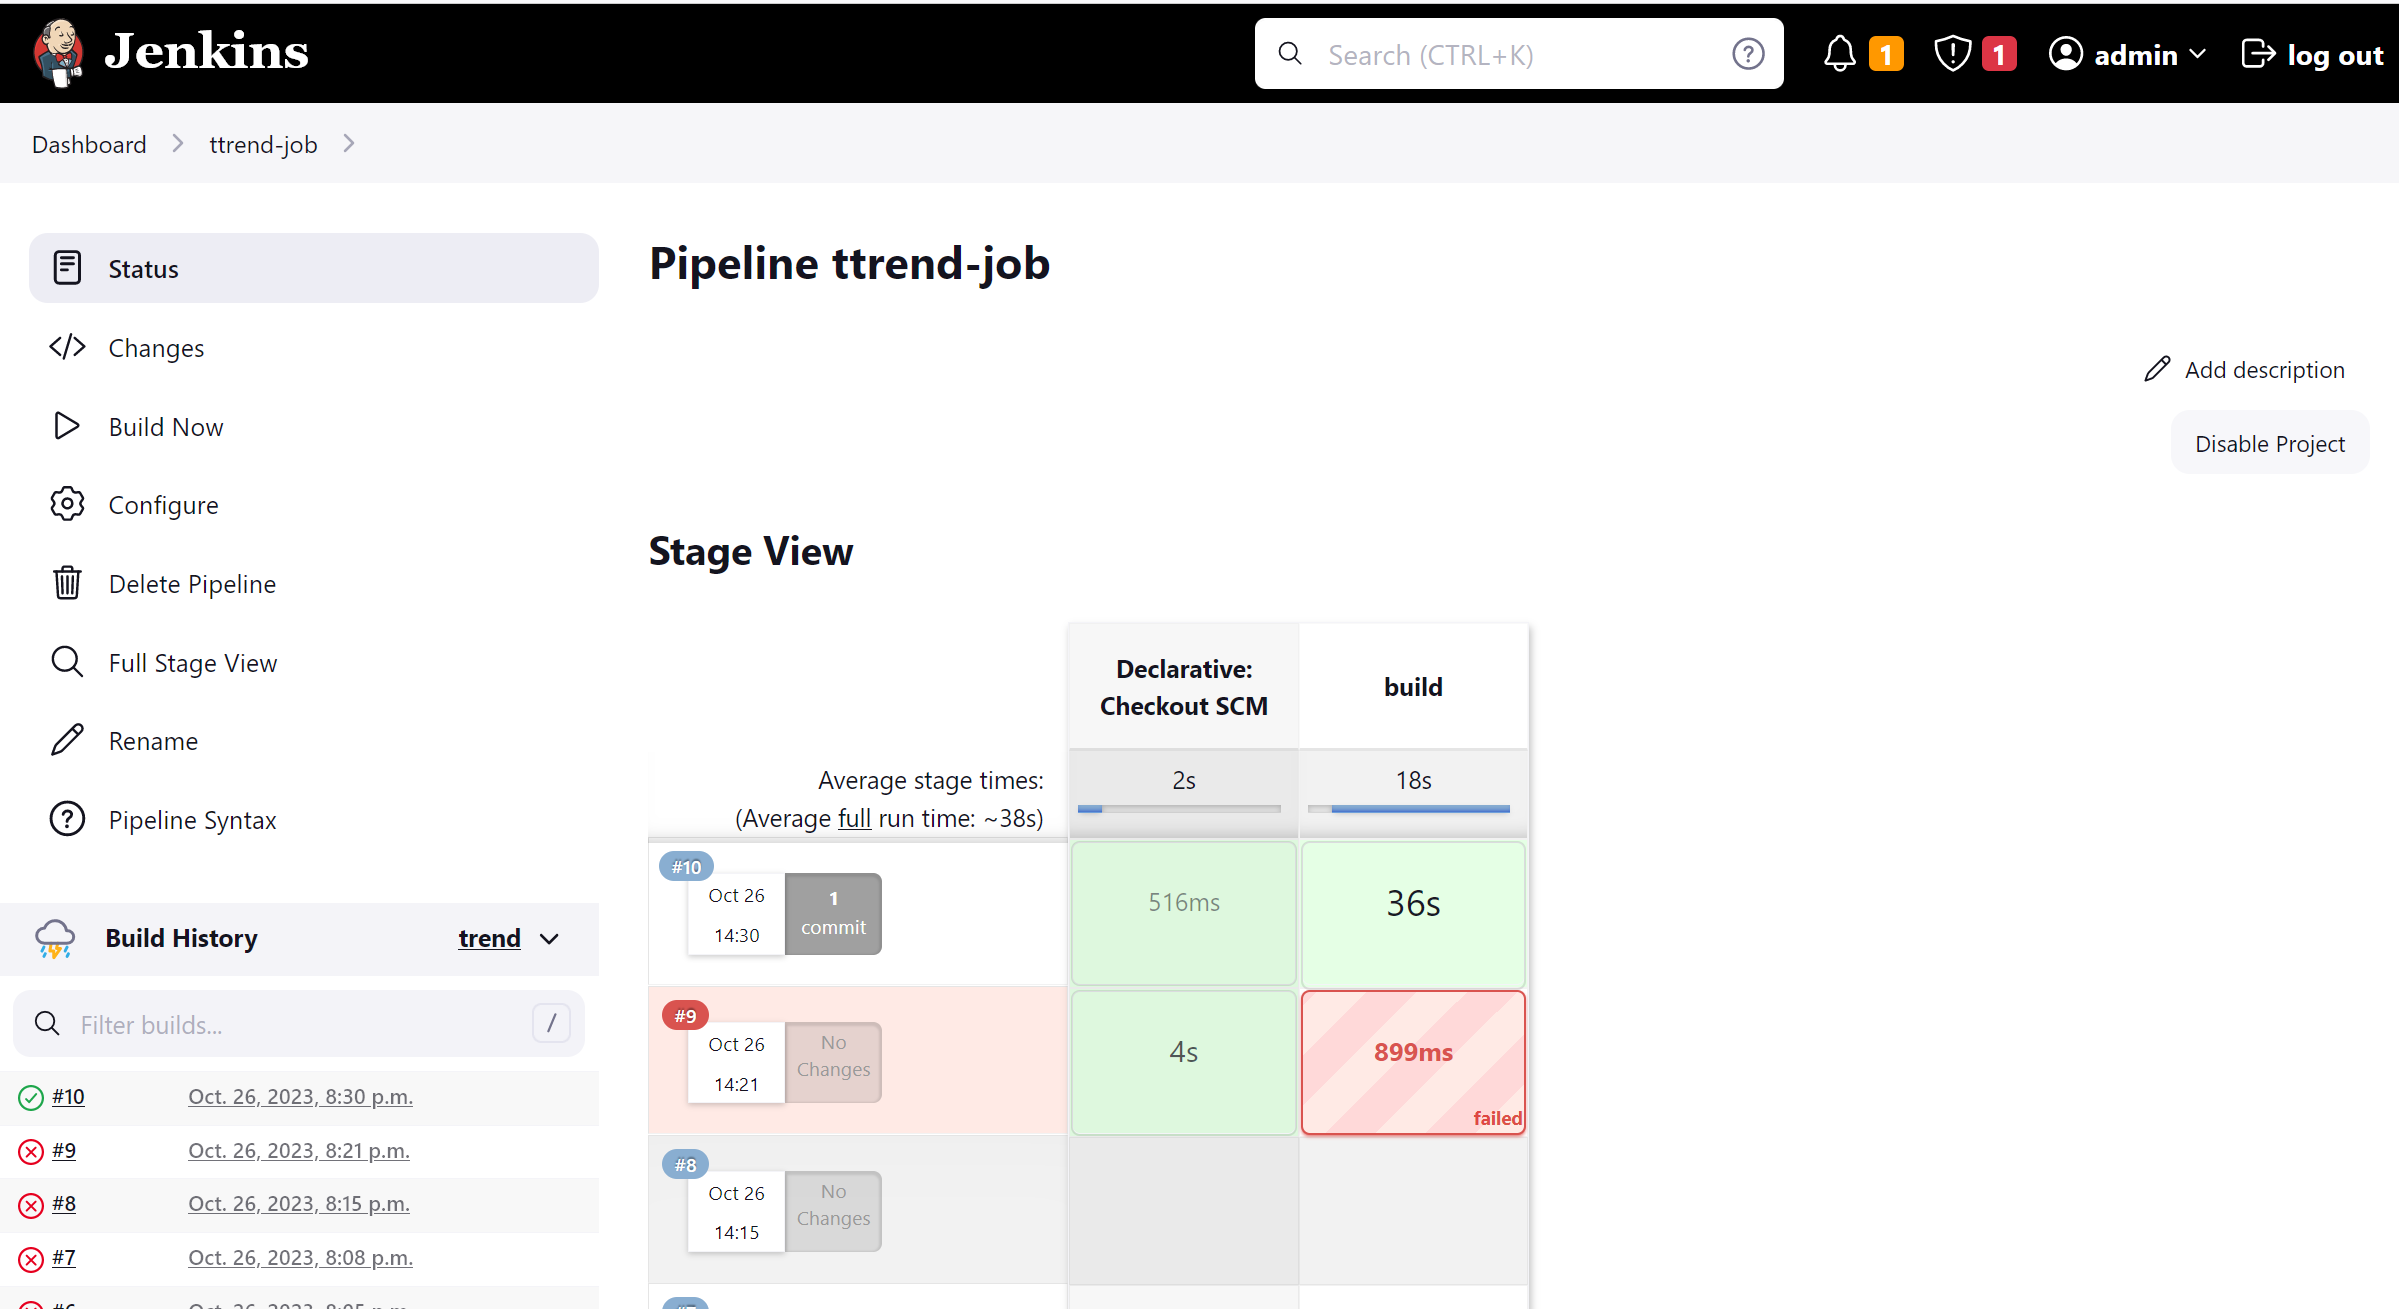 Jenkins
Search (CTRL+K)
1
1
admin
log out
Dashboard
ttrend-job
Status
Changes
Build Now
Configure
Delete Pipeline
Full Stage View
Rename
Pipeline Syntax
Build History
trend
Filter builds...
/
#10
Oct. 26, 2023, 8:30 p.m.
#9
Oct. 26, 2023, 8:21 p.m.
#8
Oct. 26, 2023, 8:15 p.m.
#7
Oct. 26, 2023, 8:08 p.m.
Pipeline ttrend-job
Add description
Disable Project
Stage View
Declarative:
Checkout SCM
build
Average stage times:
(Average full run time: ~38s)
2s
18s
#10
Oct 26
14:30
1
commit
516ms
36s
#9
Oct 26
14:21
No
Changes
4s
899ms
failed
#8
Oct 26
14:15
No
Changes